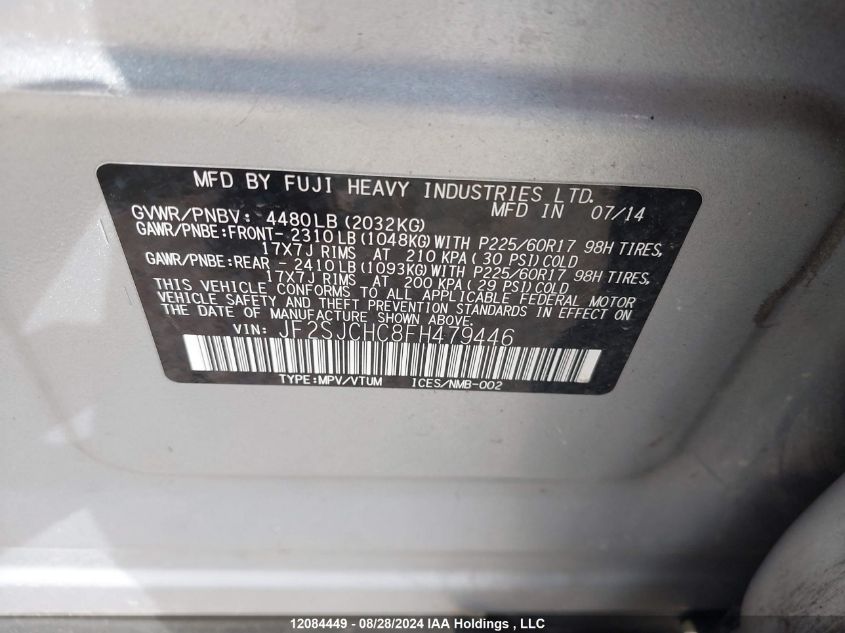 MFD BY FUJI HEAVY INDUSTRIES LTD.
MFD IN 07/14
GVWR/PNBV: 4480LB (2032KG)
GAWR/PNBE:FRONT- 2310LB (1048KG) WITH P225/60R17 98H TIRES,
17X7J RIMS AT 210 KPA ( 30 PSI) COLD
GAWR/PNBE:REAR - 2410LB (1093KG) WITH P225/60R17 98H TIRES,
17X7J RIMS AT 200 KPA ( 29 PSI) COLD
THIS VEHICLE CONFORMS TO ALL APPLICABLE FEDERAL MOTOR
VEHICLE SAFETY AND THEFT PREVENTION STANDARDS IN EFFECT ON
THE DATE OF MANUFACTURE SHOWN ABOVE.
VIN: JF2SJCHC8FH479446
TYPE:MPV/VTUM ICES/NMB-002
12084449 - 08/28/2024 IAA Holdings , LLC